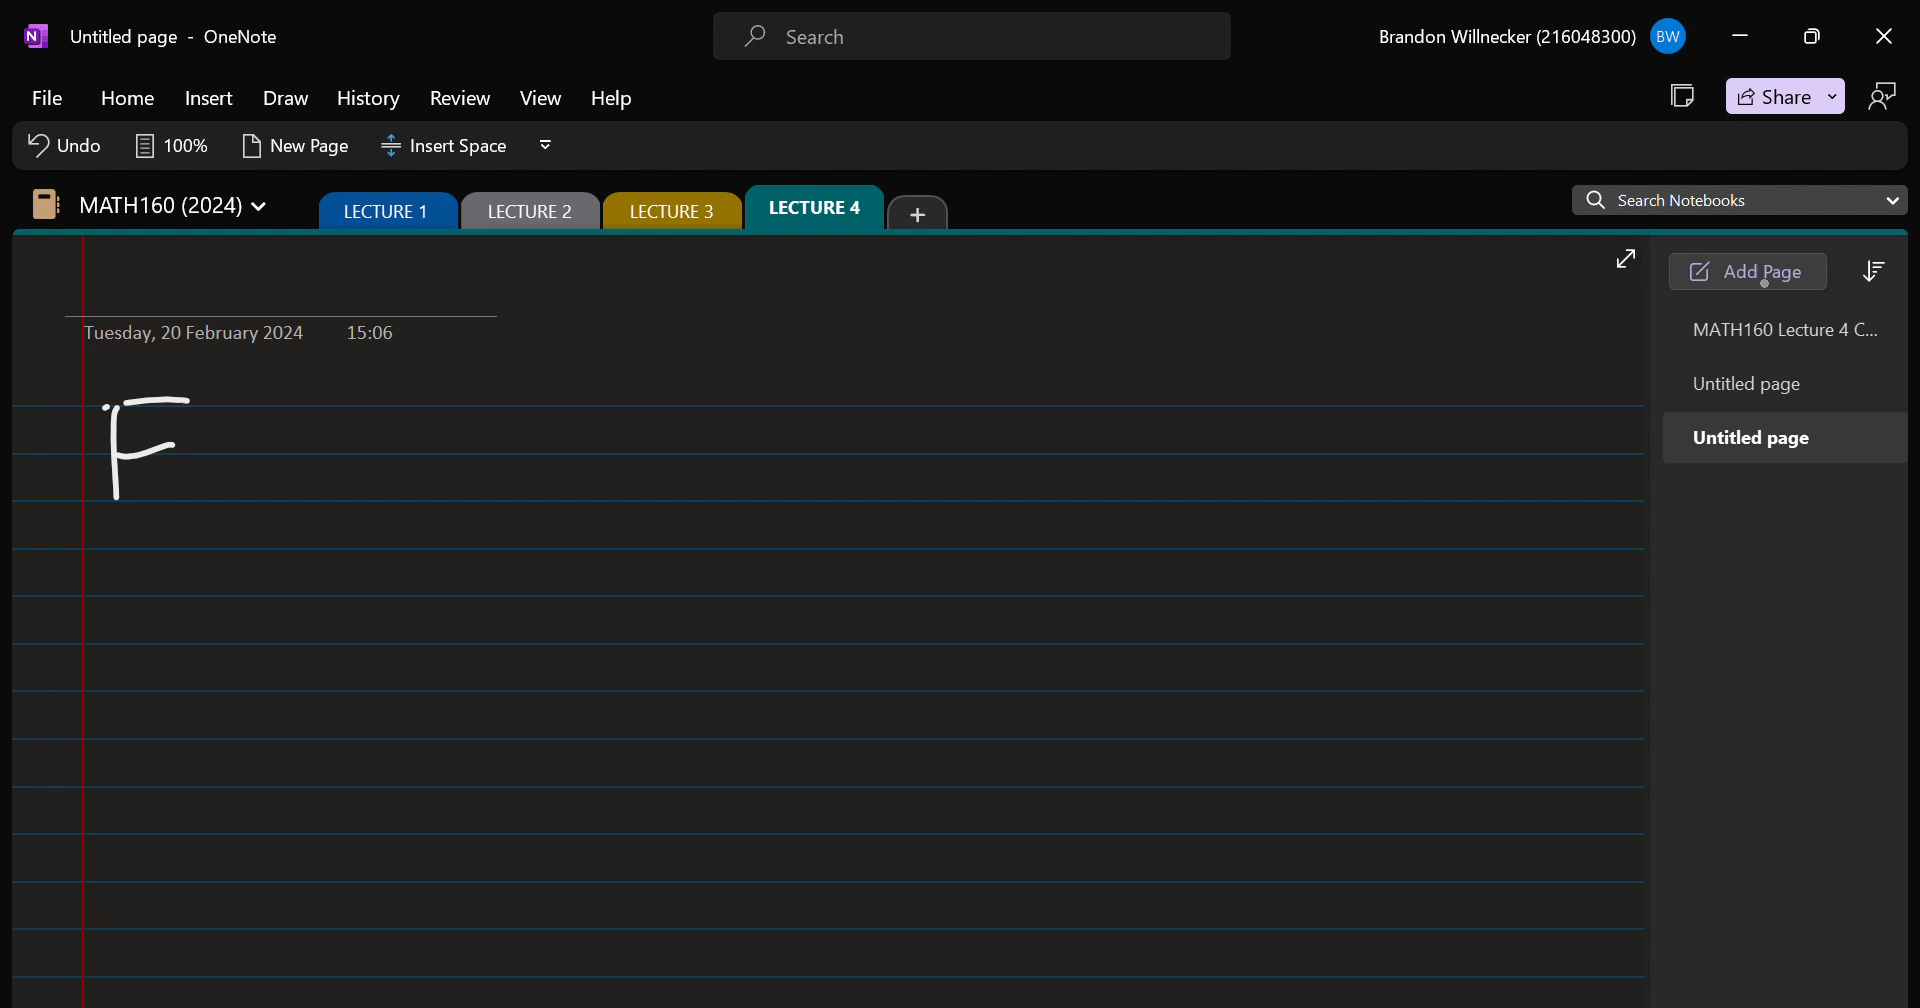 Untitled page - OneNote
Search
Brandon Willnecker (216048300)
BW
File Home Insert Draw History Review View Help
Share
Undo 100% New Page Insert Space
MATH160 (2024)
LECTURE 1
LECTURE 2
LECTURE 3
LECTURE 4
+
Search Notebooks
Tuesday, 20 February 2024 15:06
F
Add Page
MATH160 Lecture 4 C...
Untitled page
Untitled page